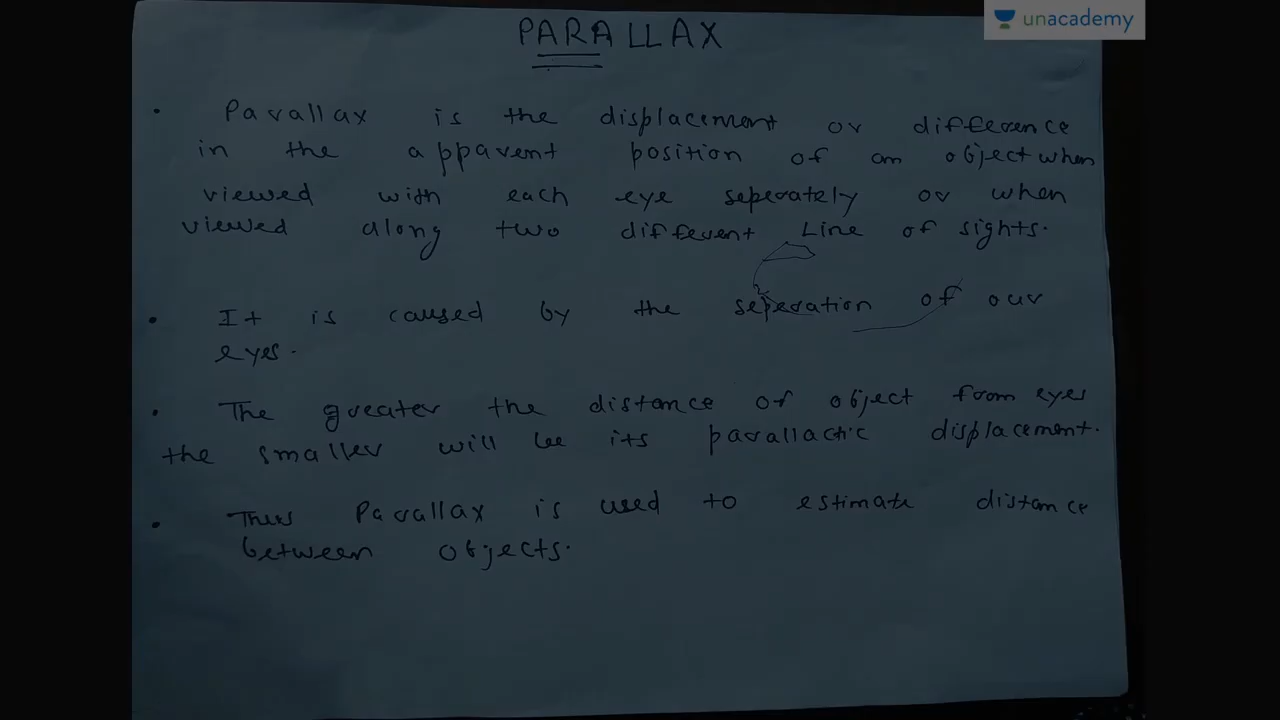 unacademy
PARALLAX
• Parallax is the displacement or difference
in the apparent position of an object when
viewed with each eye seperately or when
viewed along two different Line of sights.
• It is caused by the seperation of our
eyes.
• The greater the distance of object from eyes
the smaller will be its parallactic displacement.
• Thus Parallax is used to estimate distance
between objects.